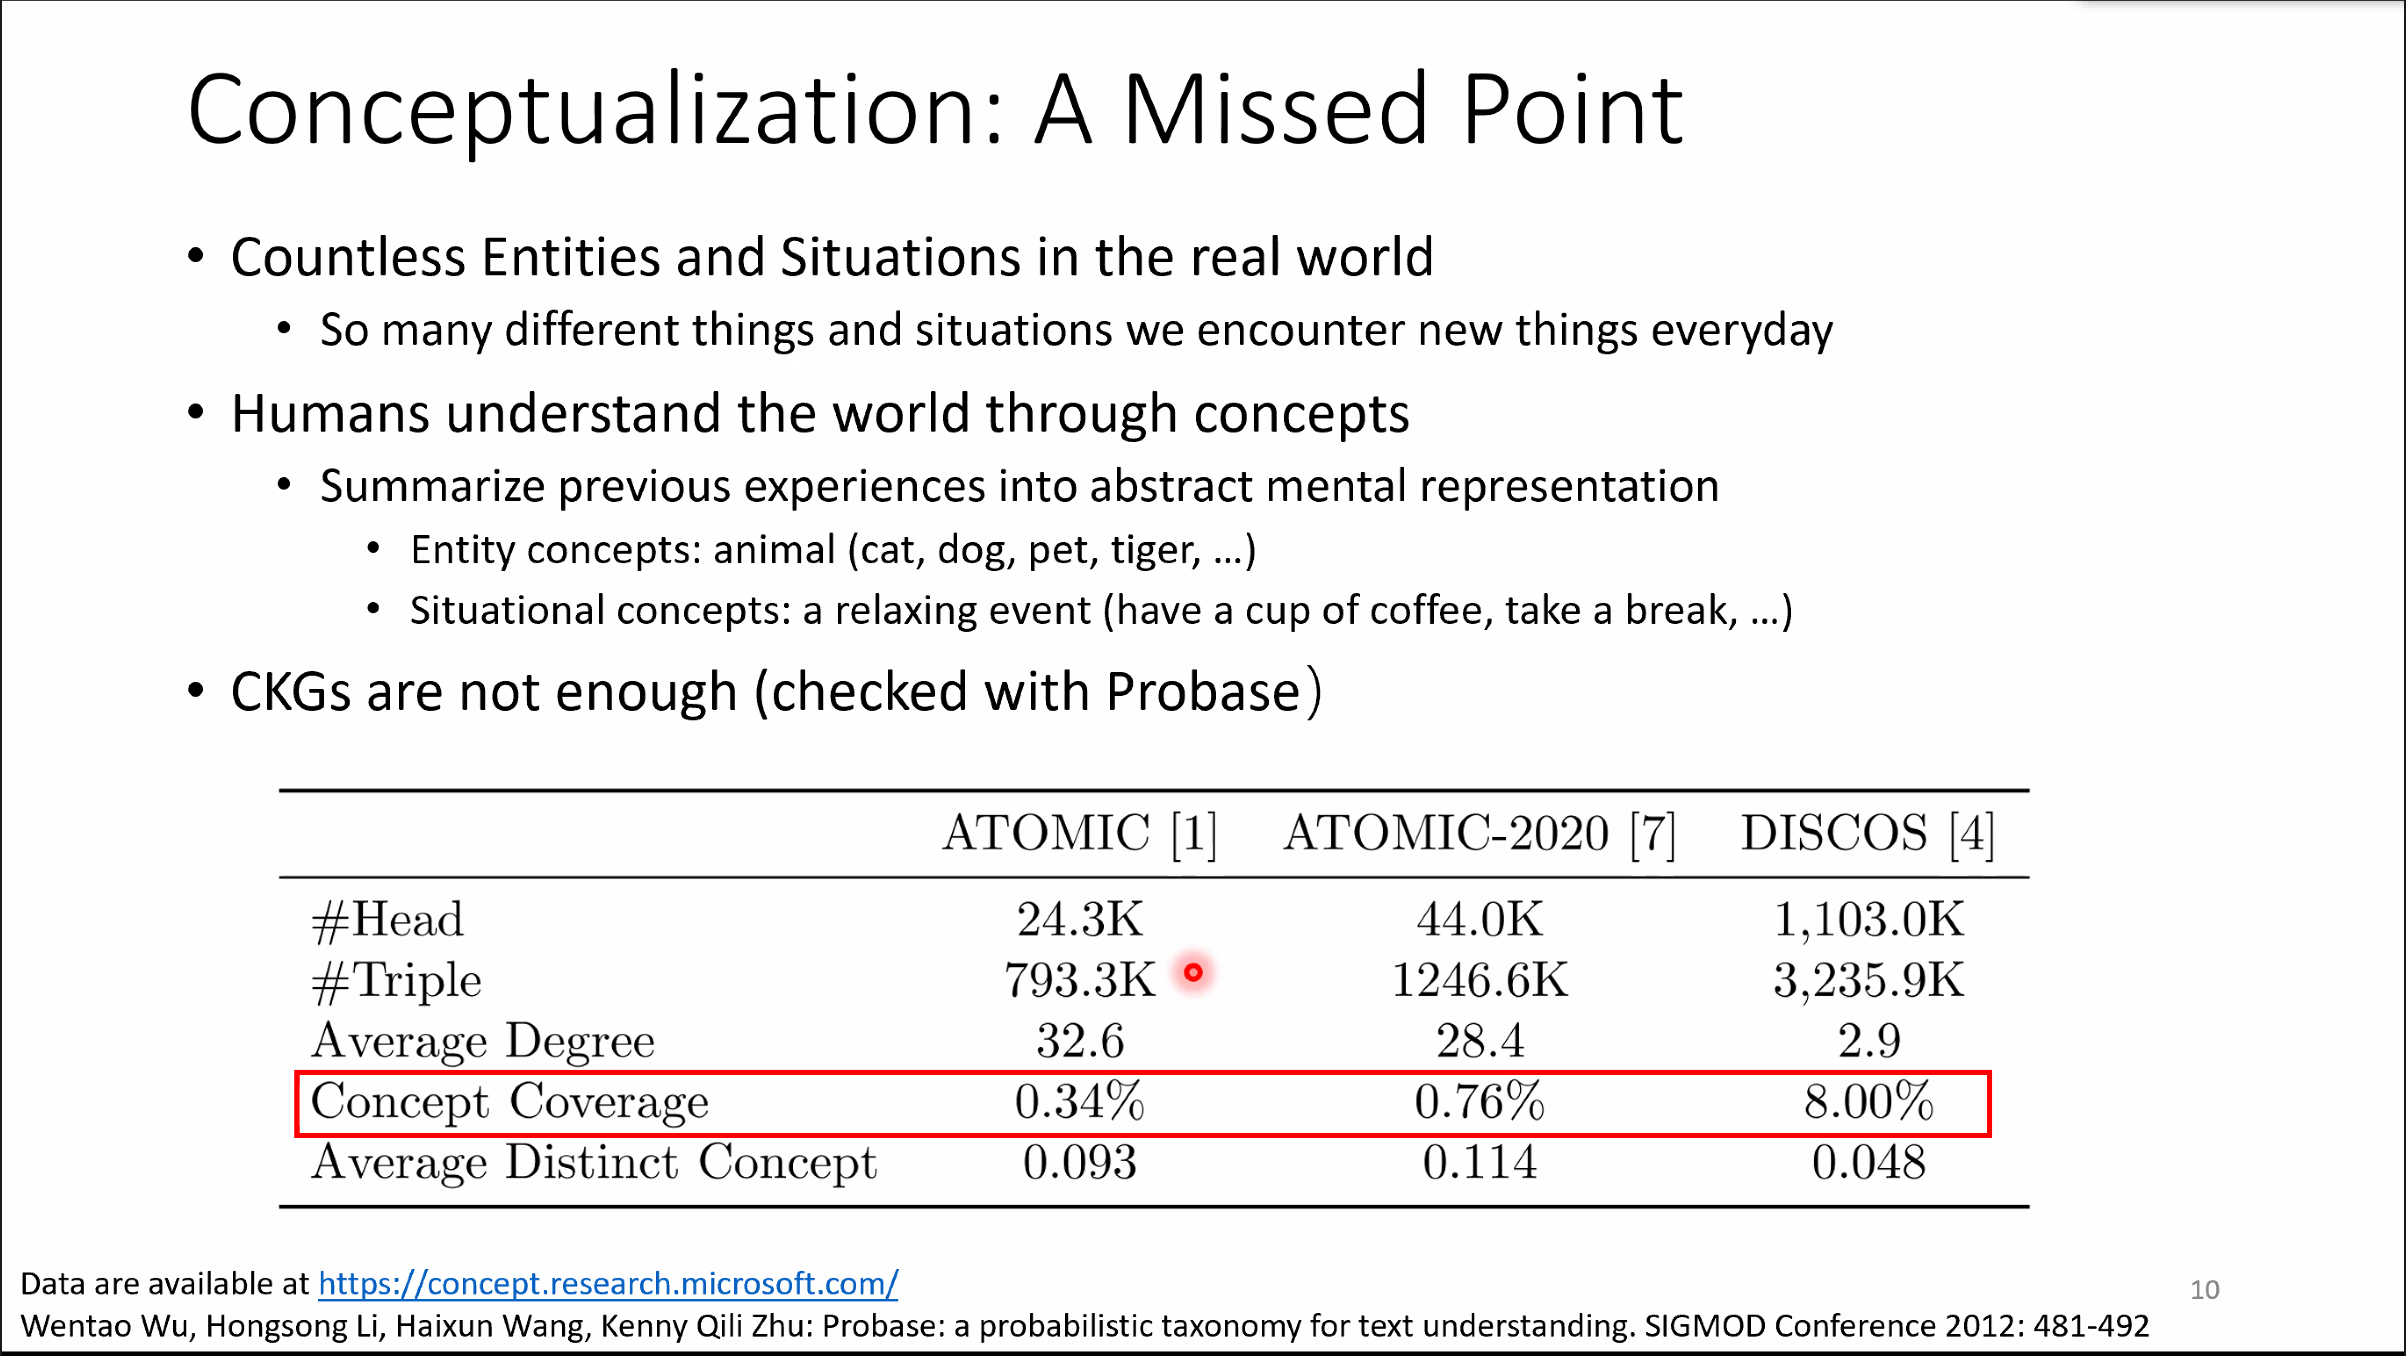 Conceptualization: A Missed Point
• Countless Entities and Situations in the real world
• So many different things and situations we encounter new things everyday
• Humans understand the world through concepts
• Summarize previous experiences into abstract mental representation
• Entity concepts: animal (cat, dog, pet, tiger, …)
• Situational concepts: a relaxing event (have a cup of coffee, take a break, …)
• CKGs are not enough (checked with Probase）
ATOMIC [1] ATOMIC-2020 [7] DISCOS [4]
#Head 24.3K 44.0K 1,103.0K
#Triple 793.3K 1246.6K 3,235.9K
Average Degree 32.6 28.4 2.9
Concept Coverage 0.34% 0.76% 8.00%
Average Distinct Concept 0.093 0.114 0.048
Data are available at https://concept.research.microsoft.com/
10
Wentao Wu, Hongsong Li, Haixun Wang, Kenny Qili Zhu: Probase: a probabilistic taxonomy for text understanding. SIGMOD Conference 2012: 481-492